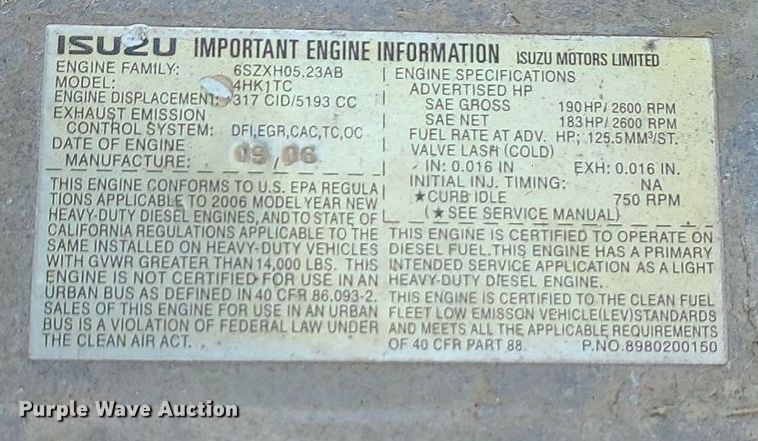 ISUZU IMPORTANT ENGINE INFORMATION ISUZU MOTORS LIMITED
ENGINE FAMILY: 6SZXH05.23AB
MODEL: 4HK1TC
ENGINE DISPLACEMENT: 317 CID/5193 CC
EXHAUST EMISSION
CONTROL SYSTEM: DFI,EGR,CAC,TC,OC
DATE OF ENGINE
MANUFACTURE: 09,06
THIS ENGINE CONFORMS TO U.S. EPA REGULA
TIONS APPLICABLE TO 2006 MODEL YEAR NEW
HEAVY-DUTY DIESEL ENGINES, AND TO STATE OF
CALIFORNIA REGULATIONS APPLICABLE TO THE
SAME INSTALLED ON HEAVY-DUTY VEHICLES
WITH GVWR GREATER THAN 14,000 LBS. THIS
ENGINE IS NOT CERTIFIED FOR USE IN AN
URBAN BUS AS DEFINED IN 40 CFR 86.093-2.
SALES OF THIS ENGINE FOR USE IN AN URBAN
BUS IS A VIOLATION OF FEDERAL LAW UNDER
THE CLEAN AIR ACT.
ENGINE SPECIFICATIONS
ADVERTISED HP
SAE GROSS 190 HP/2600 RPM
SAE NET 183 HP/2600 RPM
FUEL RATE AT ADV. HP; 125.5MM³/ST.
VALVE LASH (COLD)
IN: 0.016 IN EXH: 0.016 IN.
INITIAL INJ. TIMING: NA
★CURB IDLE 750 RPM
(★SEE SERVICE MANUAL)
THIS ENGINE IS CERTIFIED TO OPERATE ON
DIESEL FUEL.THIS ENGINE HAS A PRIMARY
INTENDED SERVICE APPLICATION AS A LIGHT
HEAVY-DUTY DIESEL ENGINE.
THIS ENGINE IS CERTIFIED TO THE CLEAN FUEL
FLEET LOW EMISSON VEHICLE(LEV)STANDARDS
AND MEETS ALL THE APPLICABLE REQUIREMENTS
OF 40 CFR PART 88. P.NO.8980200150
Purple Wave Auction